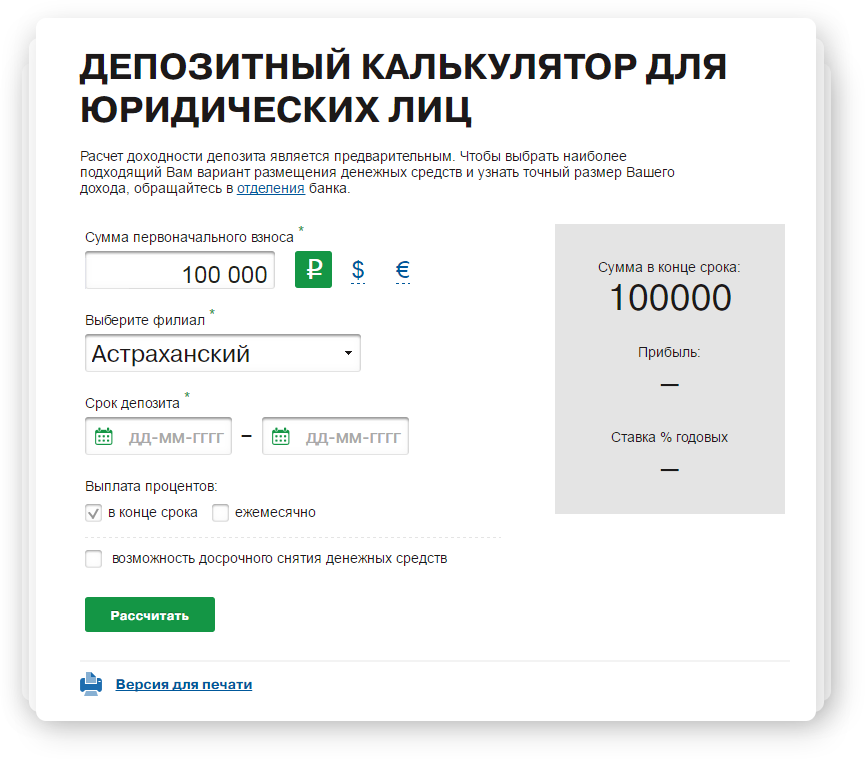 ДЕПОЗИТНЫЙ КАЛЬКУЛЯТОР ДЛЯ
ЮРИДИЧЕСКИХ ЛИЦ
Расчет доходности депозита является предварительным. Чтобы выбрать наиболее
подходящий Вам вариант размещения денежных средств и узнать точный размер Вашего
дохода, обращайтесь в отделения банка.
Сумма первоначального взноса *
100 000 ₽ $ €
Выберите филиал *
Астраханский
Срок депозита *
ДД-ММ-ГГГГ – ДД-ММ-ГГГГ
Выплата процентов:
в конце срока ежемесячно
возможность досрочного снятия денежных средств
Рассчитать
Сумма в конце срока:
100000
Прибыль:
—
Ставка % годовых
—
Версия для печати